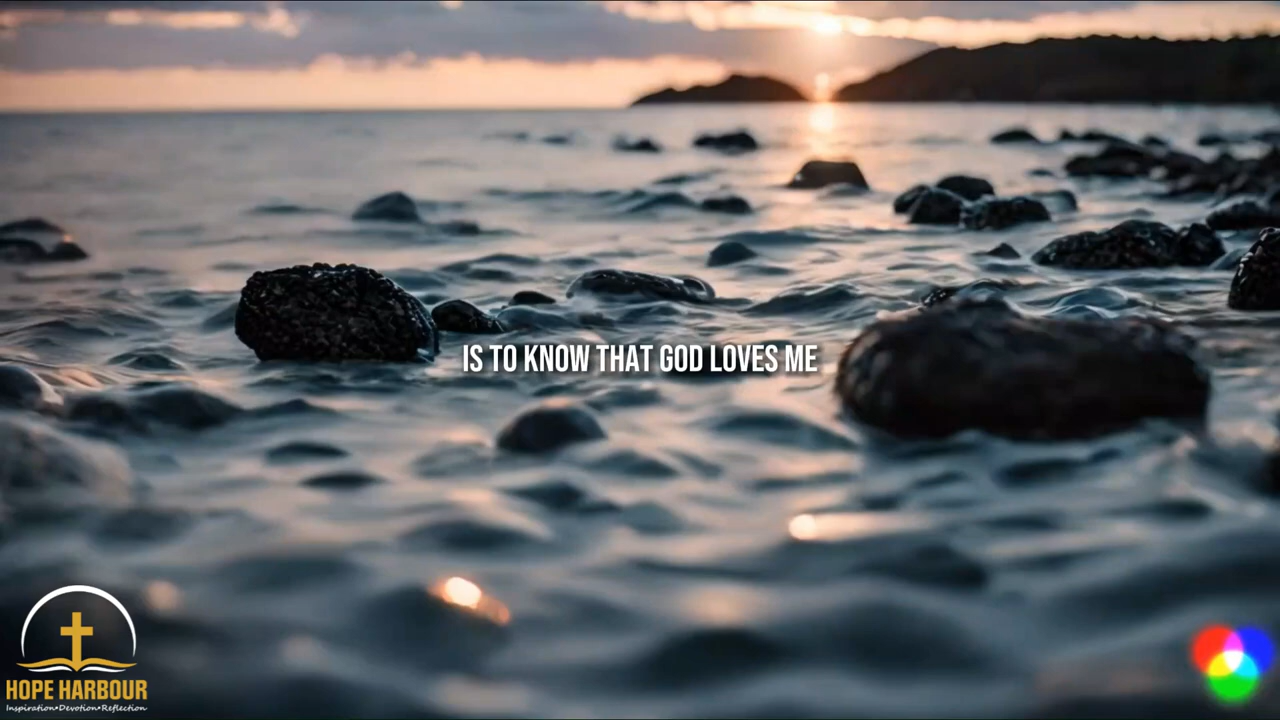 IS TO KNOW THAT GOD LOVES ME
HOPE HARBOUR
Inspiration•Devotion•Reflection